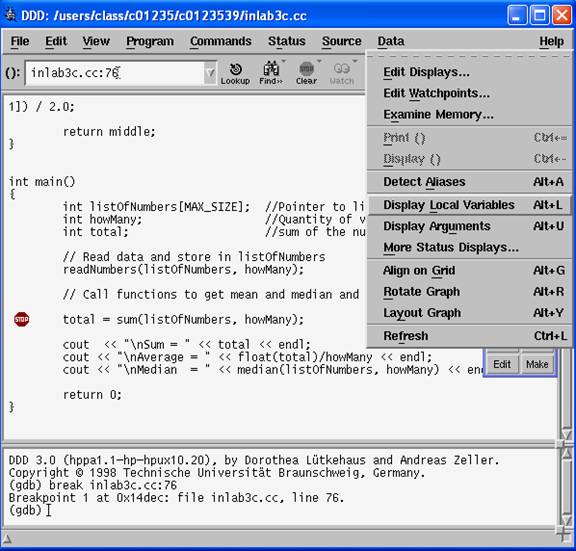 DDD: /users/class/c01235/c0123539/inlab3c.cc
File Edit View Program Commands Status Source Data Help
(): inlab3c.cc:76
Lookup Find>> Clear Watch
Edit Displays...
Edit Watchpoints...
Examine Memory...
Print () Ctrl+=
Display () Ctrl+-
Detect Aliases Alt+A
Display Local Variables Alt+L
Display Arguments Alt+U
More Status Displays...
Align on Grid Alt+G
Rotate Graph Alt+R
Layout Graph Alt+Y
Refresh Ctrl+L
Edit Make
1]) / 2.0;
return middle;
}
int main()
{
int listOfNumbers[MAX_SIZE]; //Pointer to li
int howMany; //Quantity of v
int total; //sum of the nu
// Read data and store in listOfNumbers
readNumbers(listOfNumbers, howMany);
// Call functions to get mean and median and
STOP total = sum(listOfNumbers, howMany);
cout << "\nSum = " << total << endl;
cout << "\nAverage = " << float(total)/howMany << endl;
cout << "\nMedian = " << median(listOfNumbers, howMany) << en
return 0;
}
DDD 3.0 (hppa1.1-hp-hpux10.20), by Dorothea Lütkehaus and Andreas Zeller.
Copyright © 1998 Technische Universität Braunschweig, Germany.
(gdb) break inlab3c.cc:76
Breakpoint 1 at 0x14dec: file inlab3c.cc, line 76.
(gdb)